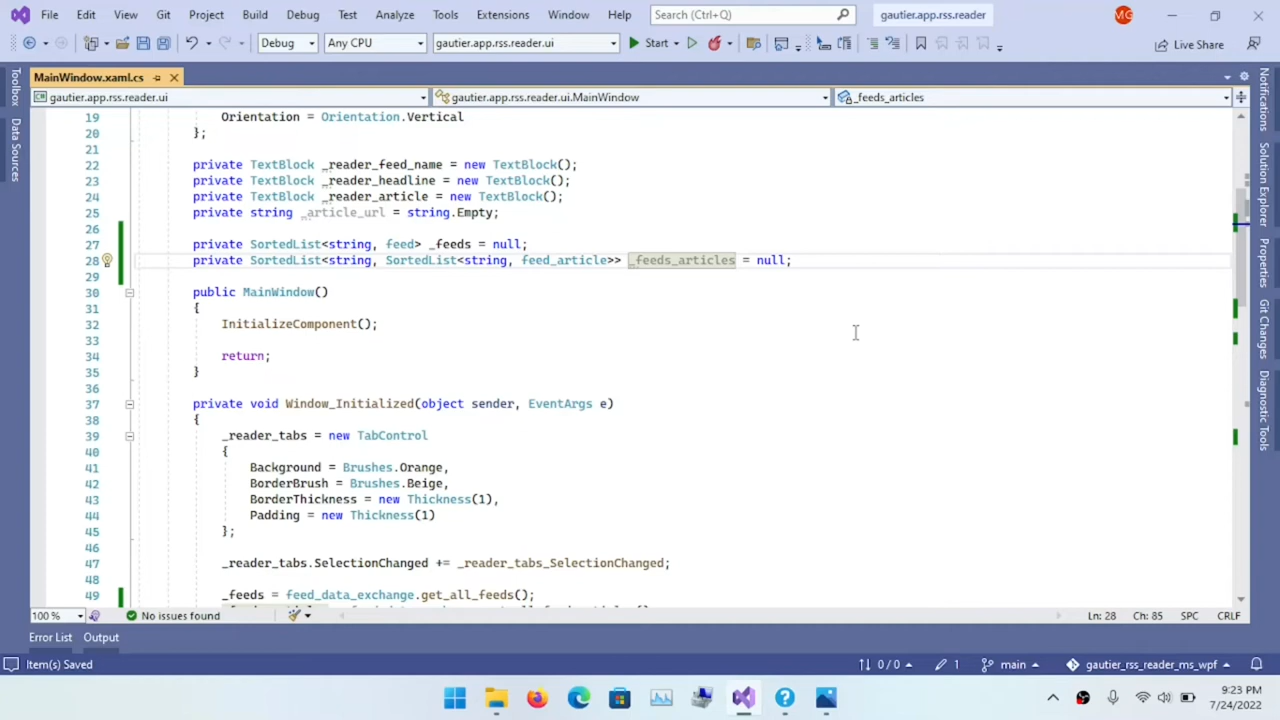 File Edit View Git Project Build Debug Test Analyze Tools Extensions Window Help Search (Ctrl+Q) gautier.app.rss.reader MG
Debug Any CPU gautier.app.rss.reader.ui Start Live Share
MainWindow.xaml.cs
gautier.app.rss.reader.ui gautier.app.rss.reader.ui.MainWindow _feeds_articles
Toolbox
Data Sources
19 Orientation = Orientation.Vertical
20 };
21
22 private TextBlock _reader_feed_name = new TextBlock();
23 private TextBlock _reader_headline = new TextBlock();
24 private TextBlock _reader_article = new TextBlock();
25 private string _article_url = string.Empty;
26
27 private SortedList<string, feed> _feeds = null;
28 private SortedList<string, SortedList<string, feed_article>> _feeds_articles = null;
29
30 public MainWindow()
31 {
32 InitializeComponent();
33
34 return;
35 }
36
37 private void Window_Initialized(object sender, EventArgs e)
38 {
39 _reader_tabs = new TabControl
40 {
41 Background = Brushes.Orange,
42 BorderBrush = Brushes.Beige,
43 BorderThickness = new Thickness(1),
44 Padding = new Thickness(1)
45 };
46
47 _reader_tabs.SelectionChanged += _reader_tabs_SelectionChanged;
48
49 _feeds = feed_data_exchange.get_all_feeds();
Notifications
Solution Explorer
Properties
Git Changes
Diagnostic Tools
100 % No issues found Ln: 28 Ch: 85 SPC CRLF
Error List Output
Item(s) Saved 0 / 0 1 main gautier_rss_reader_ms_wpf
9:23 PM
7/24/2022